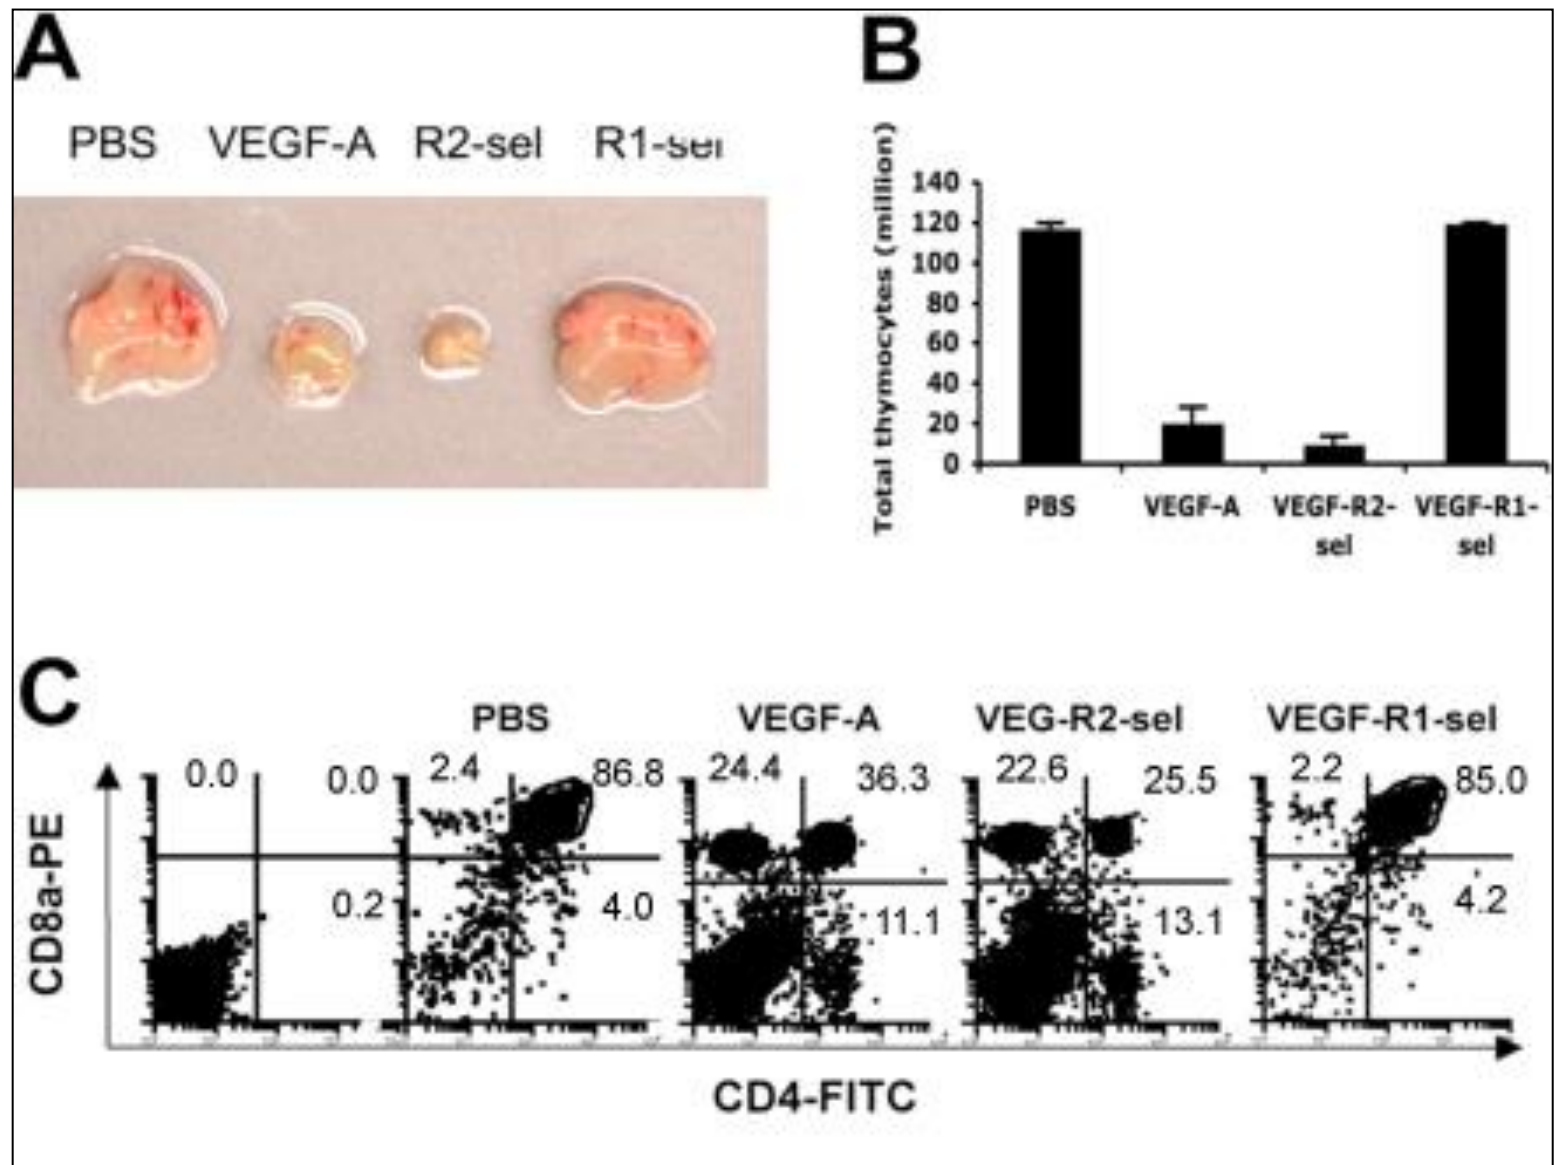 A
PBS VEGF-A R2-sel R1-sel
B
Total thymocytes (million)
140
120
100
80
60
40
20
0
PBS VEGF-A VEGF-R2-sel VEGF-R1-sel
C
PBS VEGF-A VEG-R2-sel VEGF-R1-sel
0.0 0.0 2.4 86.8 24.4 36.3 22.6 25.5 2.2 85.0
0.2 4.0 11.1 13.1 4.2
CD8a-PE
CD4-FITC